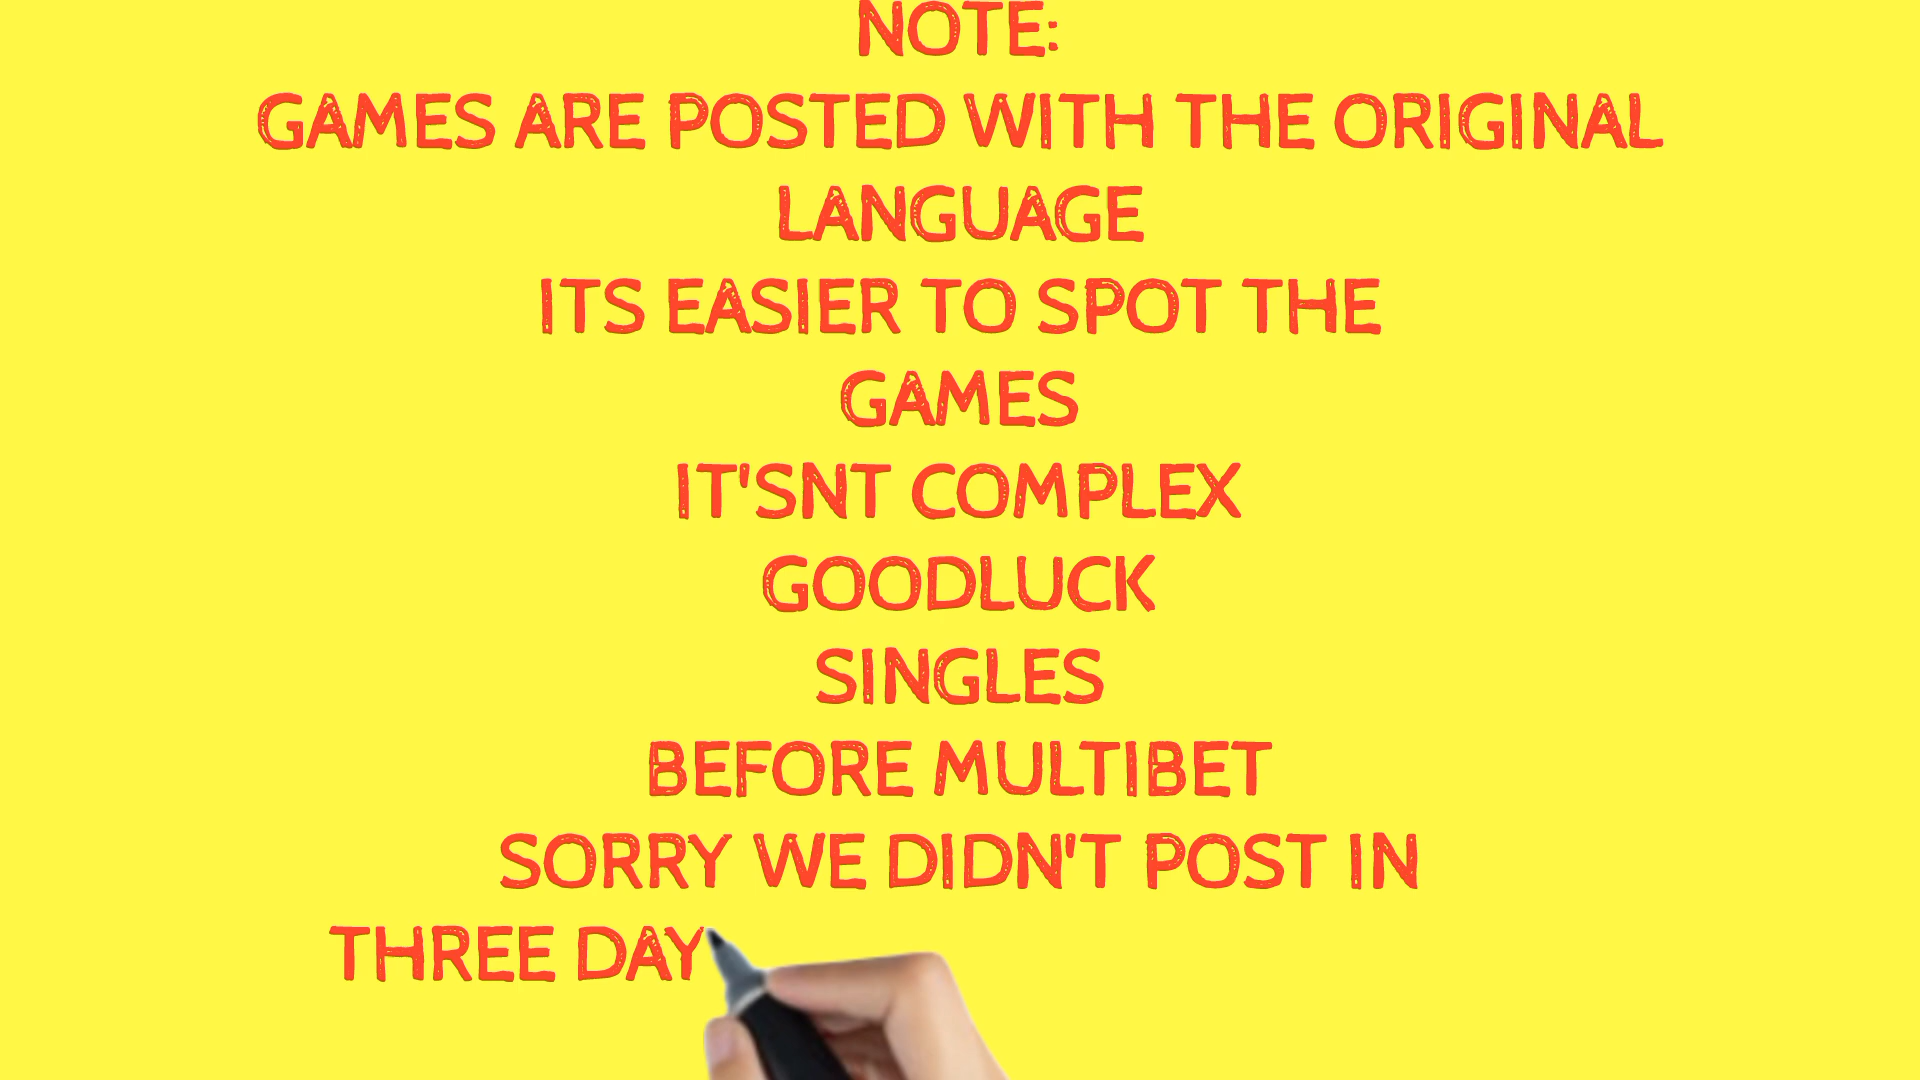 NOTE:
GAMES ARE POSTED WITH THE ORIGINAL
LANGUAGE
ITS EASIER TO SPOT THE
GAMES
IT'SNT COMPLEX
GOODLUCK
SINGLES
BEFORE MULTIBET
SORRY WE DIDN'T POST IN
THREE DAY